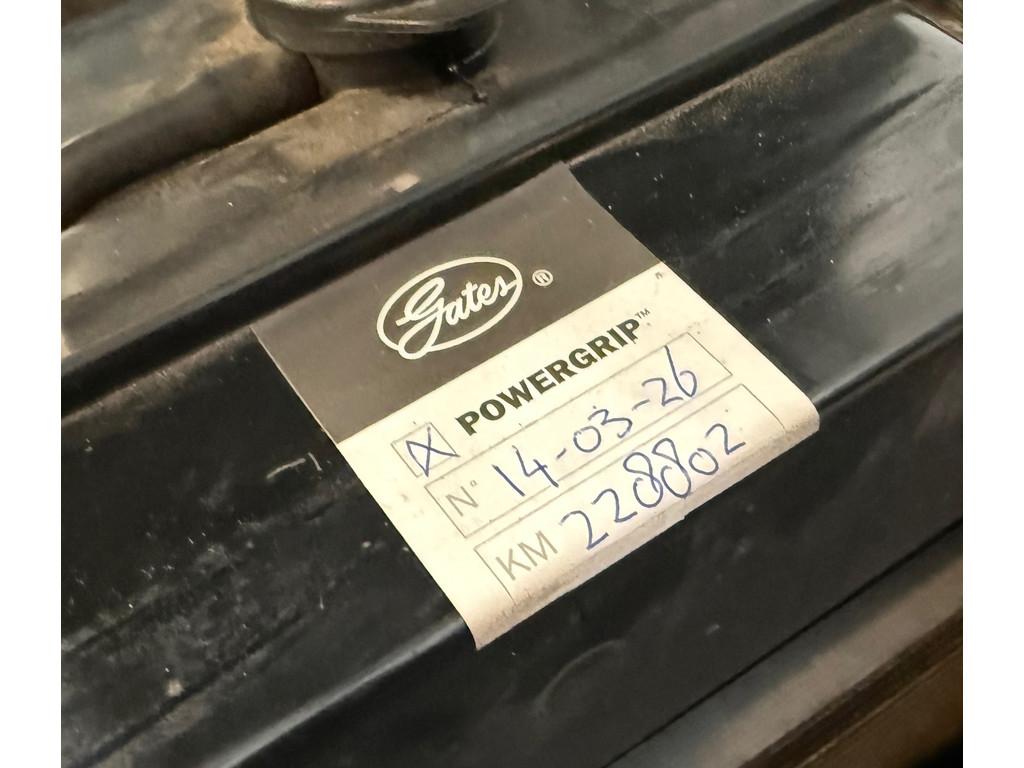 Gates®
POWERGRIP™
N° 14-03-26
KM 228802